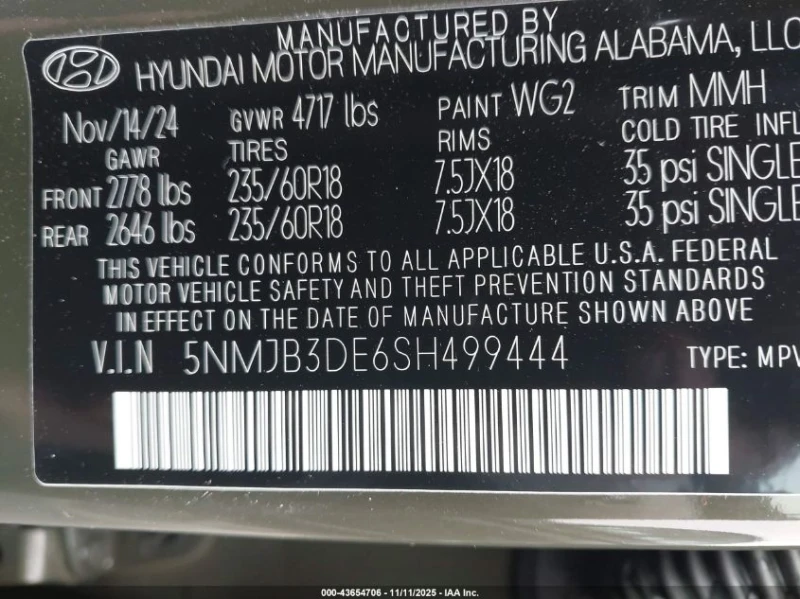 MANUFACTURED BY
HYUNDAI MOTOR MANUFACTURING ALABAMA, LLC
Nov/14/24 GVWR 4717 lbs PAINT WG2 TRIM MMH
GAWR TIRES RIMS COLD TIRE INFL
FRONT 2778 lbs 235/60R18 7.5JX18 35 psi SINGLE
REAR 2646 lbs 235/60R18 7.5JX18 35 psi SINGLE
THIS VEHICLE CONFORMS TO ALL APPLICABLE U.S.A. FEDERAL
MOTOR VEHICLE SAFETY AND THEFT PREVENTION STANDARDS
IN EFFECT ON THE DATE OF MANUFACTURE SHOWN ABOVE
V.I.N 5NMJB3DE6SH499444 TYPE: MPV
000-43654706 - 11/11/2025 - IAA Inc.